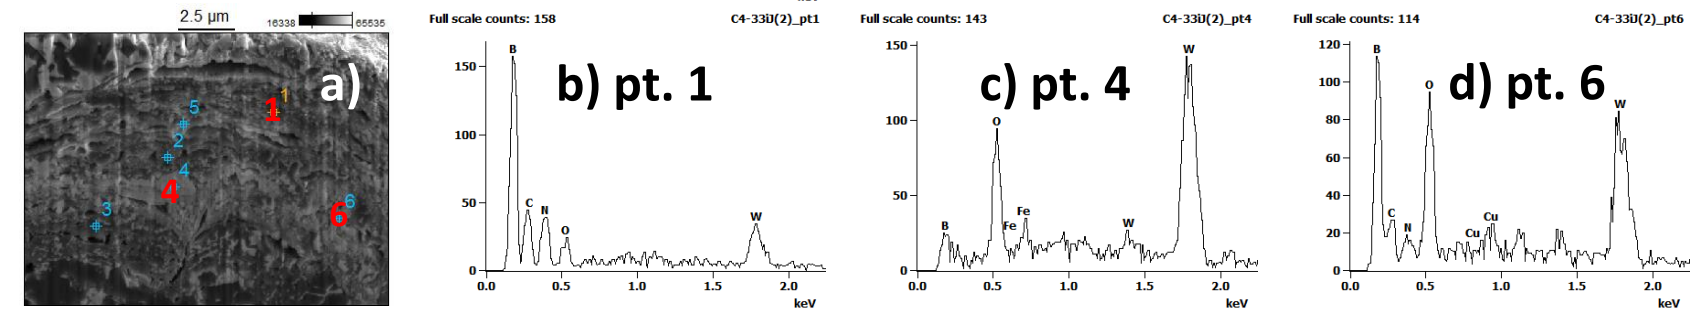 2.5 µm
16338 65535
a)
1
1
5
2
4
4
3
6
6
Full scale counts: 158
C4-33iJ(2)_pt1
b) pt. 1
B
C
N
O
W
150
100
50
0
0.0 0.5 1.0 1.5 2.0
keV
Full scale counts: 143
C4-33iJ(2)_pt4
c) pt. 4
W
O
B
Fe
Fe
W
150
100
50
0
0.0 0.5 1.0 1.5 2.0
keV
Full scale counts: 114
C4-33iJ(2)_pt6
d) pt. 6
B
O
W
C
N
Cu
Cu
120
100
80
60
40
20
0
0.0 0.5 1.0 1.5 2.0
keV